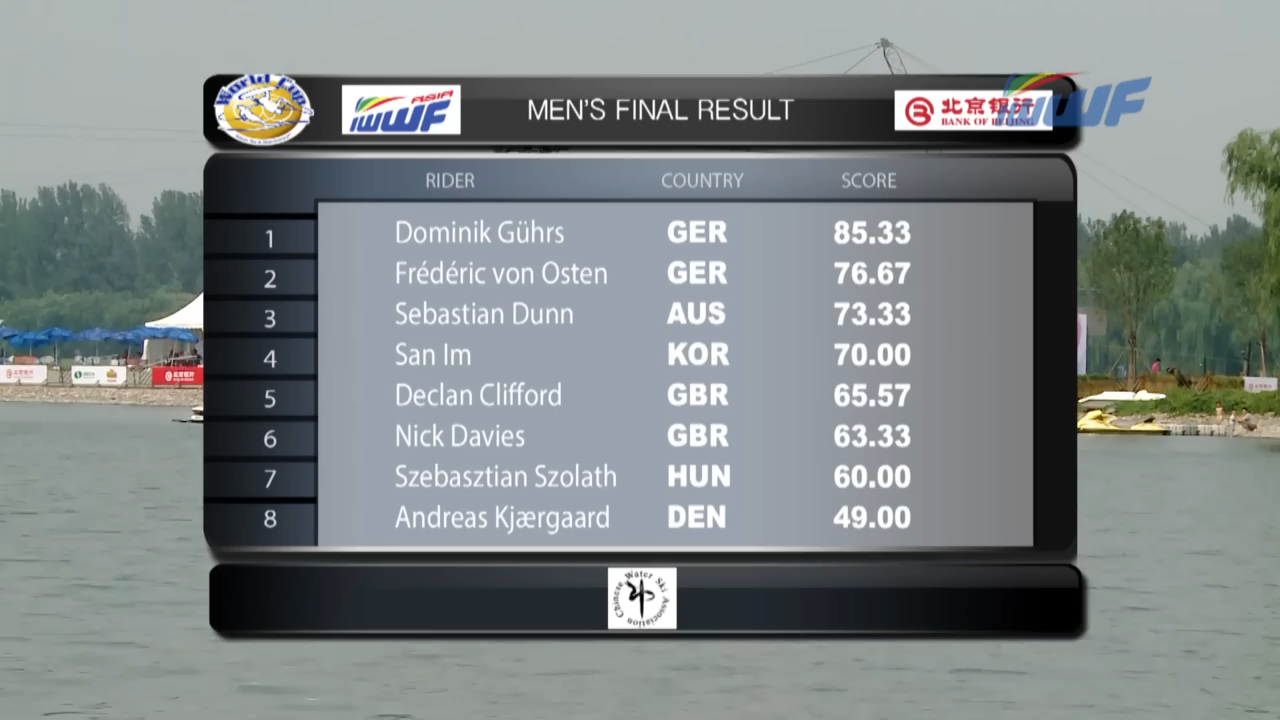 World Cup
IWWF ASIA
MEN'S FINAL RESULT
北京银行
BANK OF BEIJING
IWWF
RIDER COUNTRY SCORE
1 Dominik Gührs GER 85.33
2 Frédéric von Osten GER 76.67
3 Sebastian Dunn AUS 73.33
4 San Im KOR 70.00
5 Declan Clifford GBR 65.57
6 Nick Davies GBR 63.33
7 Szebasztian Szolath HUN 60.00
8 Andreas Kjærgaard DEN 49.00
Chinese Water Ski Association